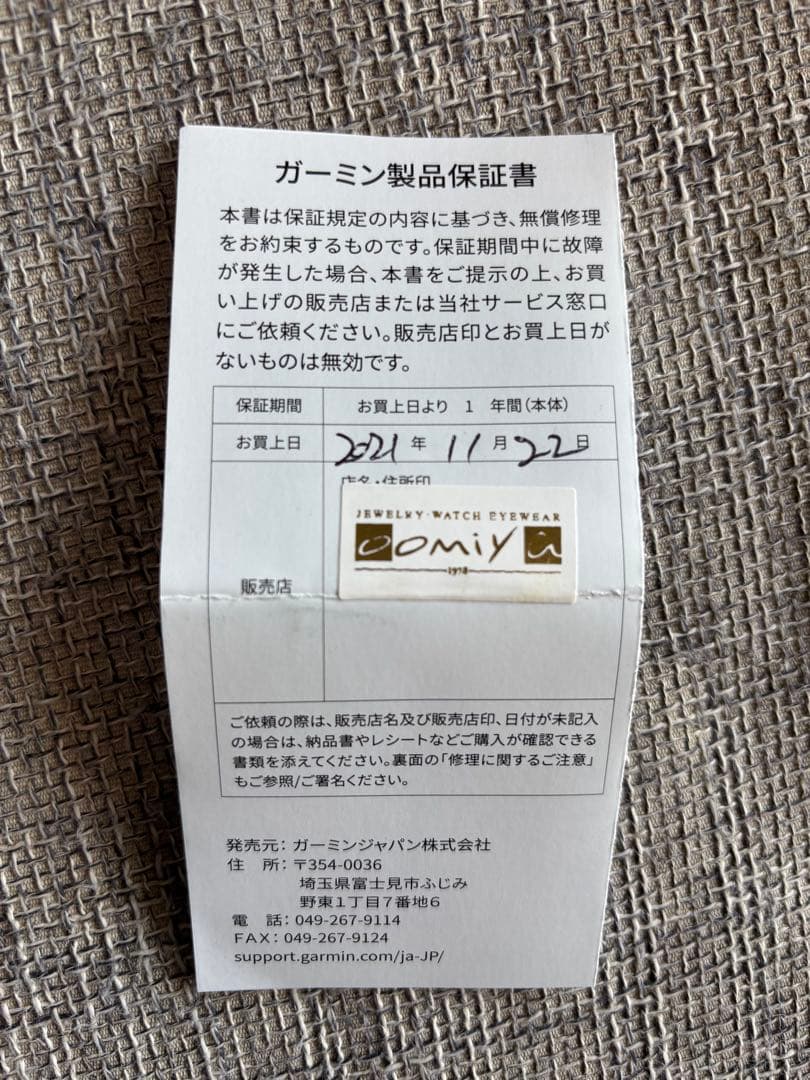 ガーミン製品保証書
本書は保証規定の内容に基づき、無償修理
をお約束するものです。保証期間中に故障
が発生した場合、本書をご提示の上、お買
い上げの販売店または当社サービス窓口
にご依頼ください。販売店印とお買上日が
ないものは無効です。
保証期間 お買上日より 1 年間(本体)
お買上日 2021 年 11 月 22 日
店名・住所印
JEWELRY・WATCH EYEWEAR
oomiya
1978
販売店
ご依頼の際は、販売店名及び販売店印、日付が未記入
の場合は、納品書やレシートなどご購入が確認できる
書類を添えてください。裏面の「修理に関するご注意」
もご参照/ご署名ください。
発売元: ガーミンジャパン株式会社
住 所: 〒354-0036
埼玉県富士見市ふじみ
野東1丁目7番地6
電 話: 049-267-9114
FAX: 049-267-9124
support.garmin.com/ja-JP/